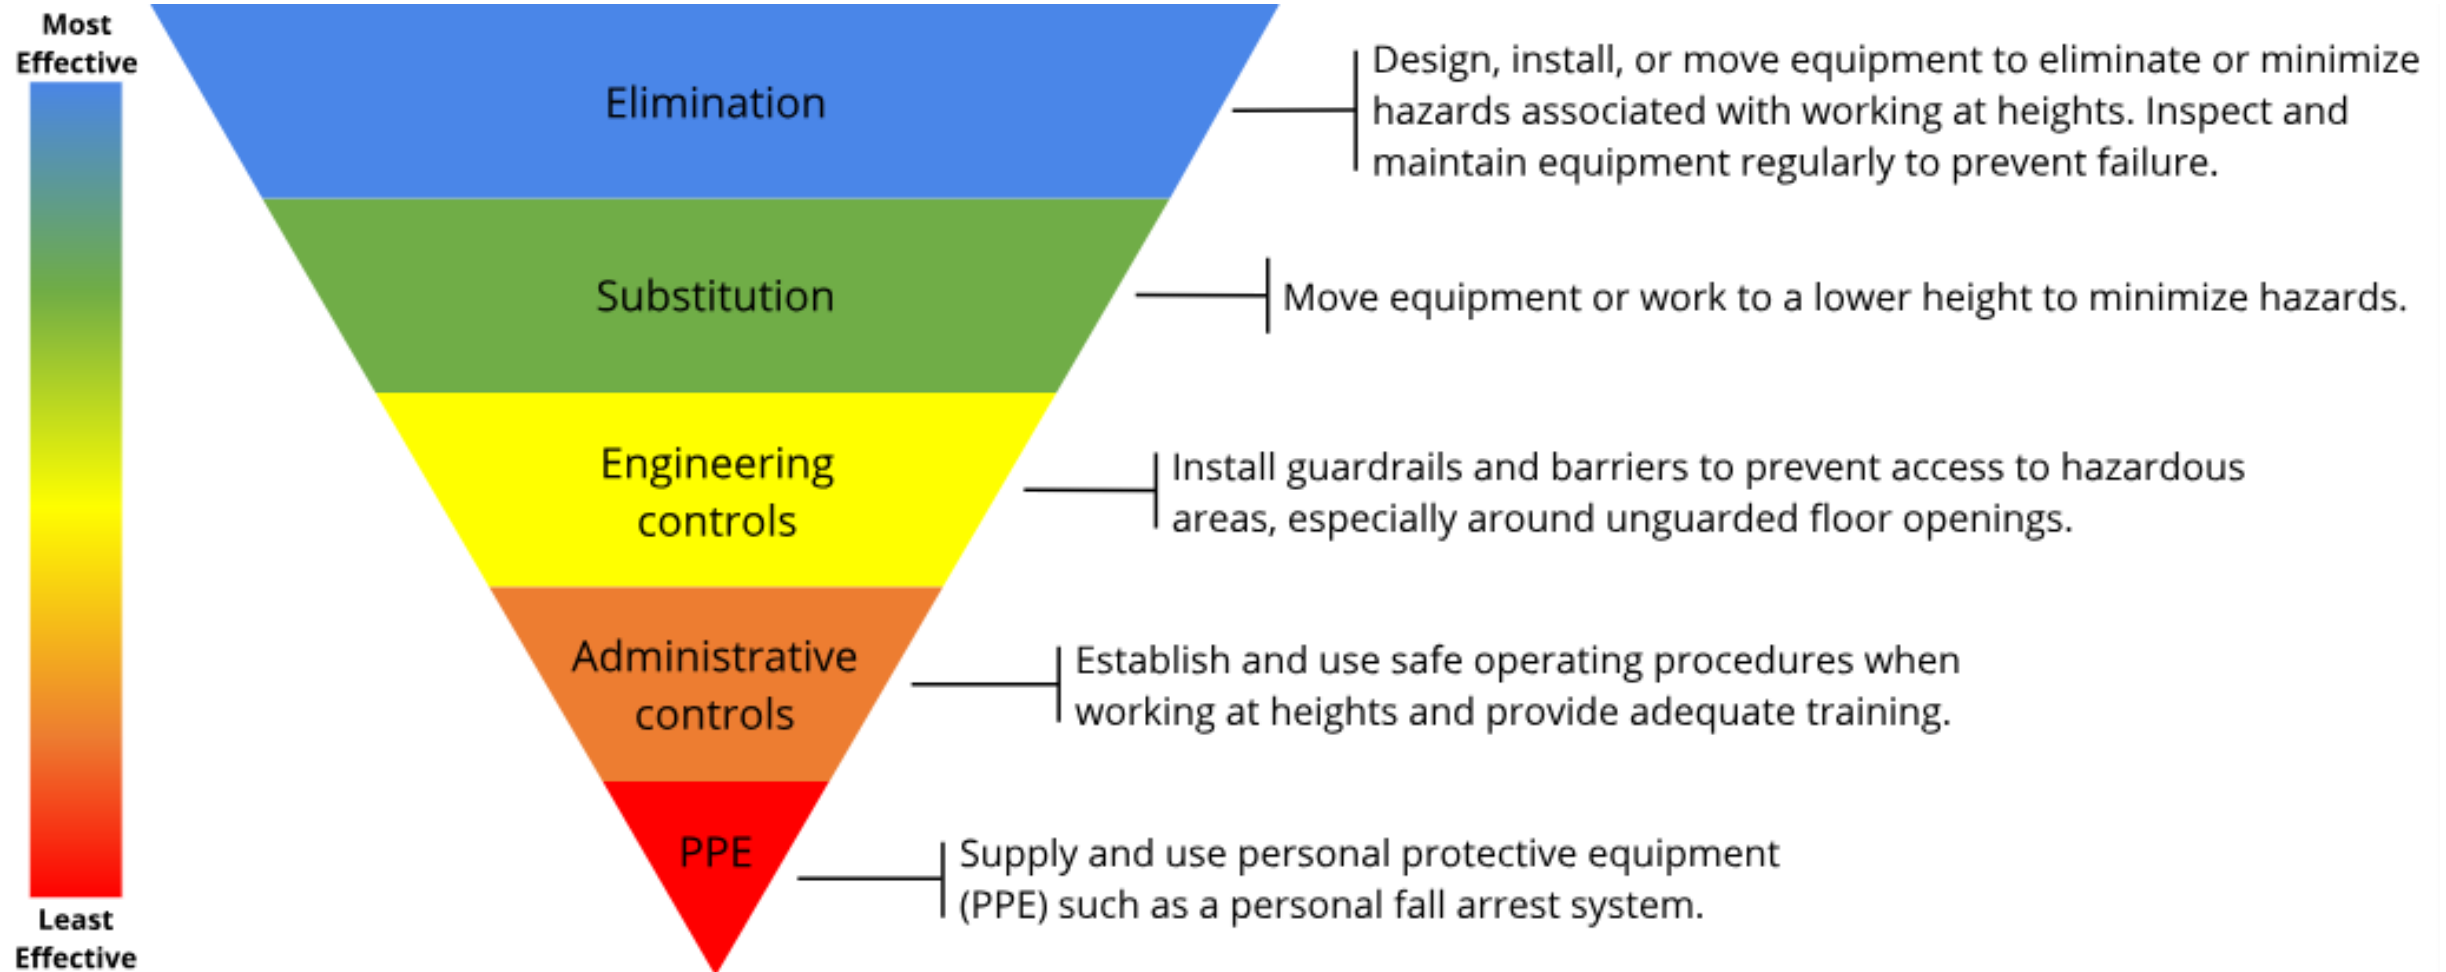 Most
Effective
Elimination
Design, install, or move equipment to eliminate or minimize
hazards associated with working at heights. Inspect and
maintain equipment regularly to prevent failure.
Substitution
Move equipment or work to a lower height to minimize hazards.
Engineering
controls
Install guardrails and barriers to prevent access to hazardous
areas, especially around unguarded floor openings.
Administrative
controls
Establish and use safe operating procedures when
working at heights and provide adequate training.
PPE
Supply and use personal protective equipment
(PPE) such as a personal fall arrest system.
Least
Effective